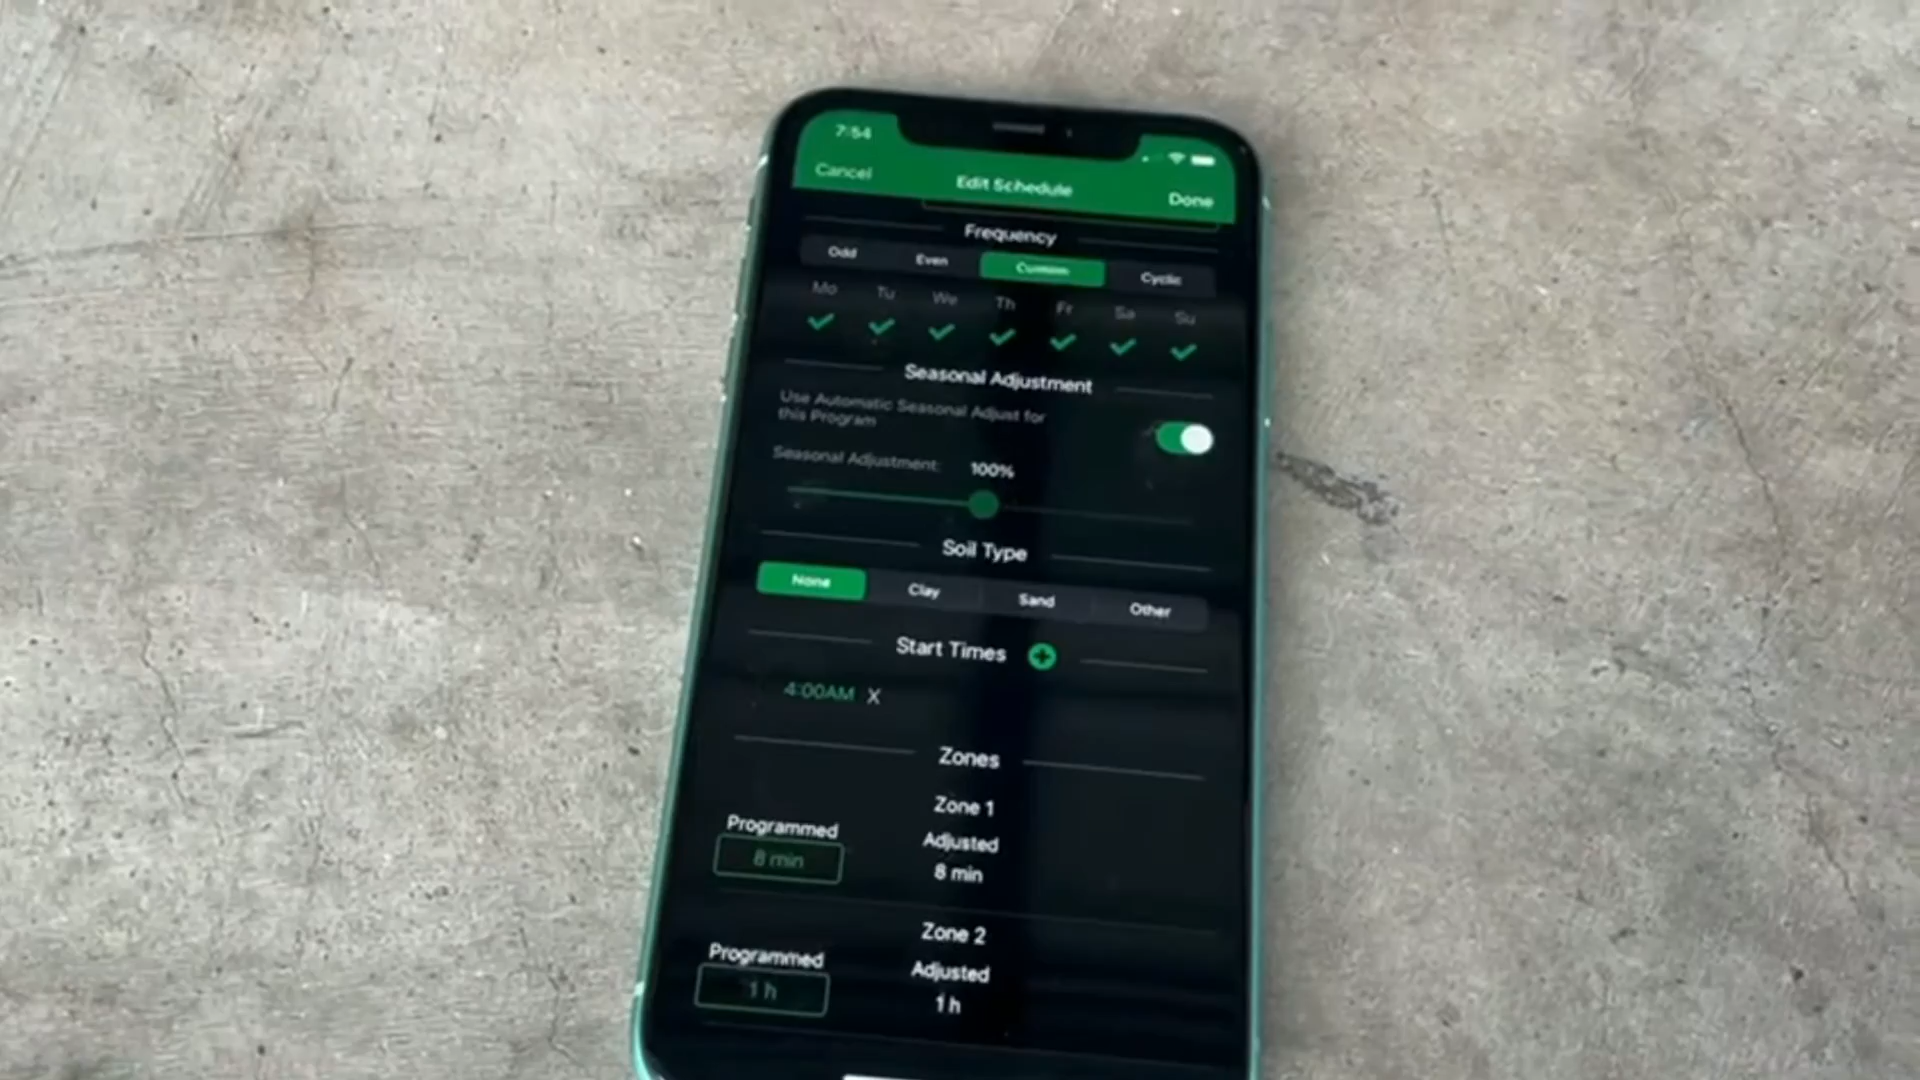 7:54
Cancel Edit Schedule Done
Frequency
Odd Even Custom Cyclic
Mo Tu We Th Fr Sa Su
Seasonal Adjustment
Use Automatic Seasonal Adjust for
this Program
Seasonal Adjustment: 100%
Soil Type
None Clay Sand Other
Start Times
4:00AM X
Zones
Zone 1
Programmed Adjusted
8 min 8 min
Zone 2
Programmed Adjusted
1 h 1 h